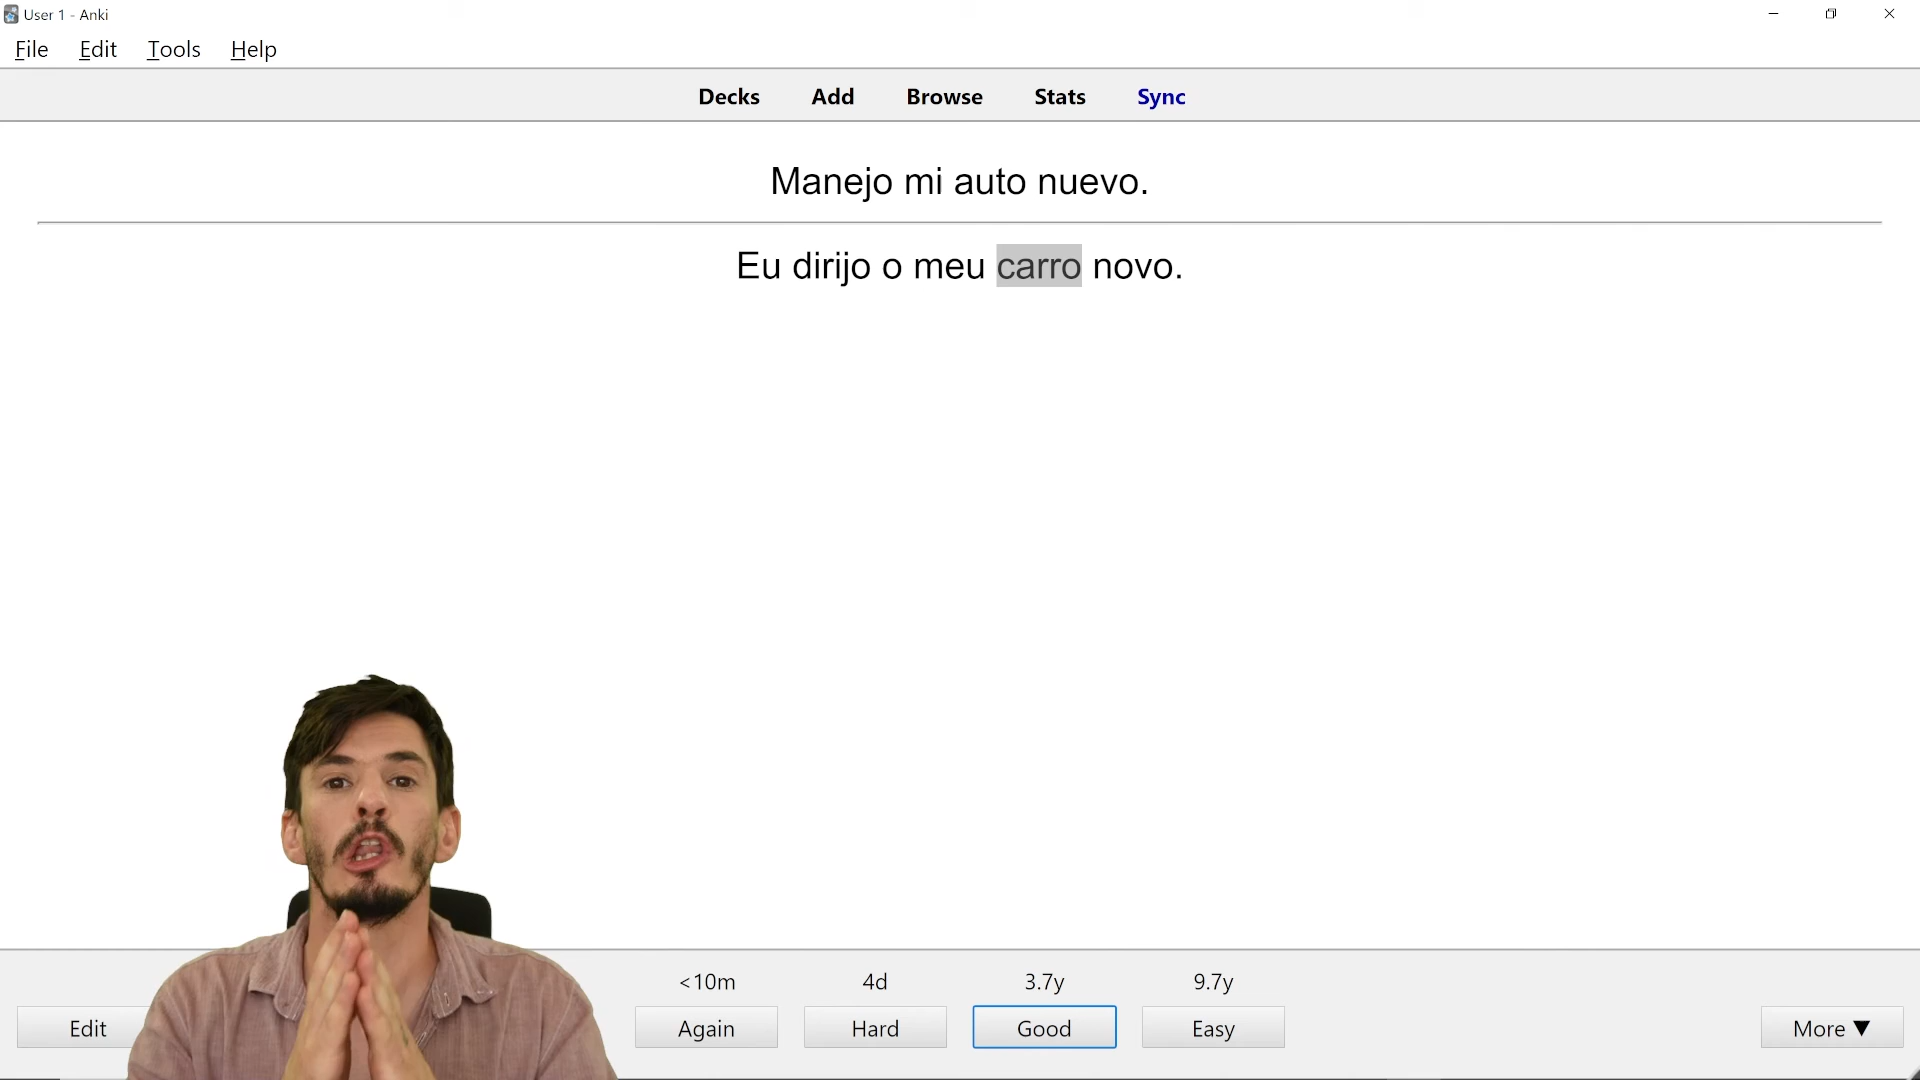 User 1 - Anki
File Edit Tools Help
Decks Add Browse Stats Sync
Manejo mi auto nuevo.
Eu dirijo o meu carro novo.
<10m 4d 3.7y 9.7y
Edit Again Hard Good Easy More ▼